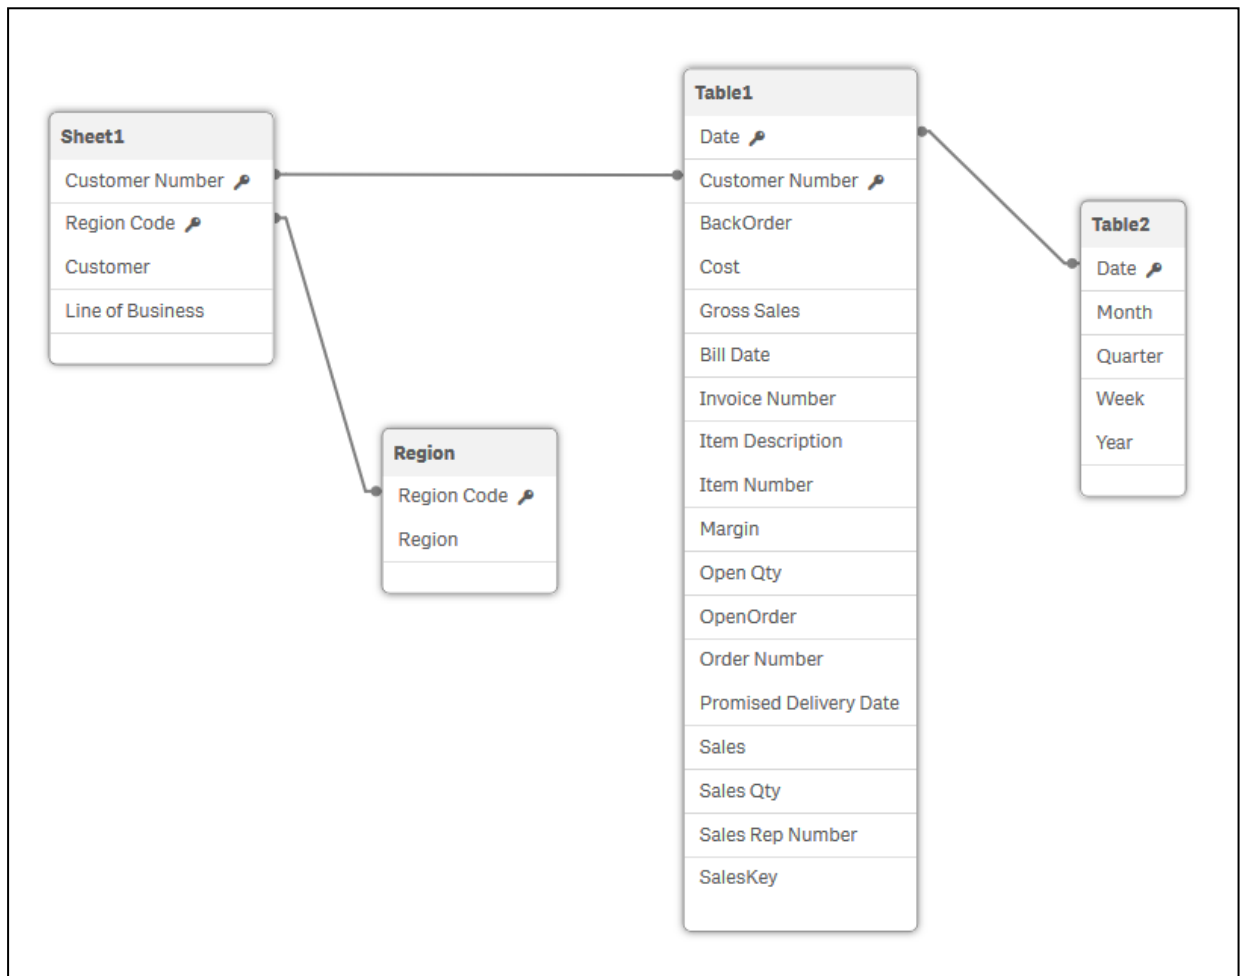 Sheet1
Customer Number
Region Code
Customer
Line of Business
Region
Region Code
Region
Table1
Date
Customer Number
BackOrder
Cost
Gross Sales
Bill Date
Invoice Number
Item Description
Item Number
Margin
Open Qty
OpenOrder
Order Number
Promised Delivery Date
Sales
Sales Qty
Sales Rep Number
SalesKey
Table2
Date
Month
Quarter
Week
Year